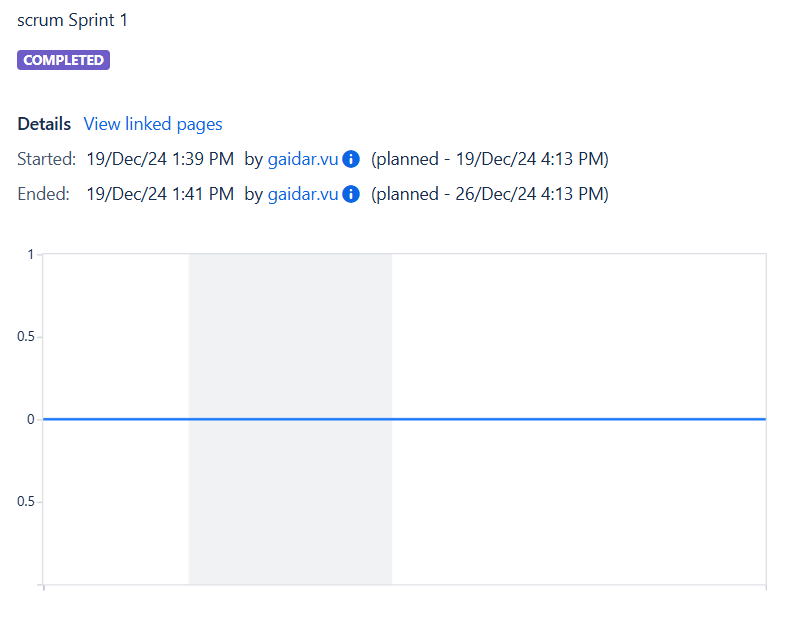 scrum Sprint 1
COMPLETED
Details View linked pages
Started: 19/Dec/24 1:39 PM by gaidar.vu (planned - 19/Dec/24 4:13 PM)
Ended: 19/Dec/24 1:41 PM by gaidar.vu (planned - 26/Dec/24 4:13 PM)
1
0.5
0
0.5